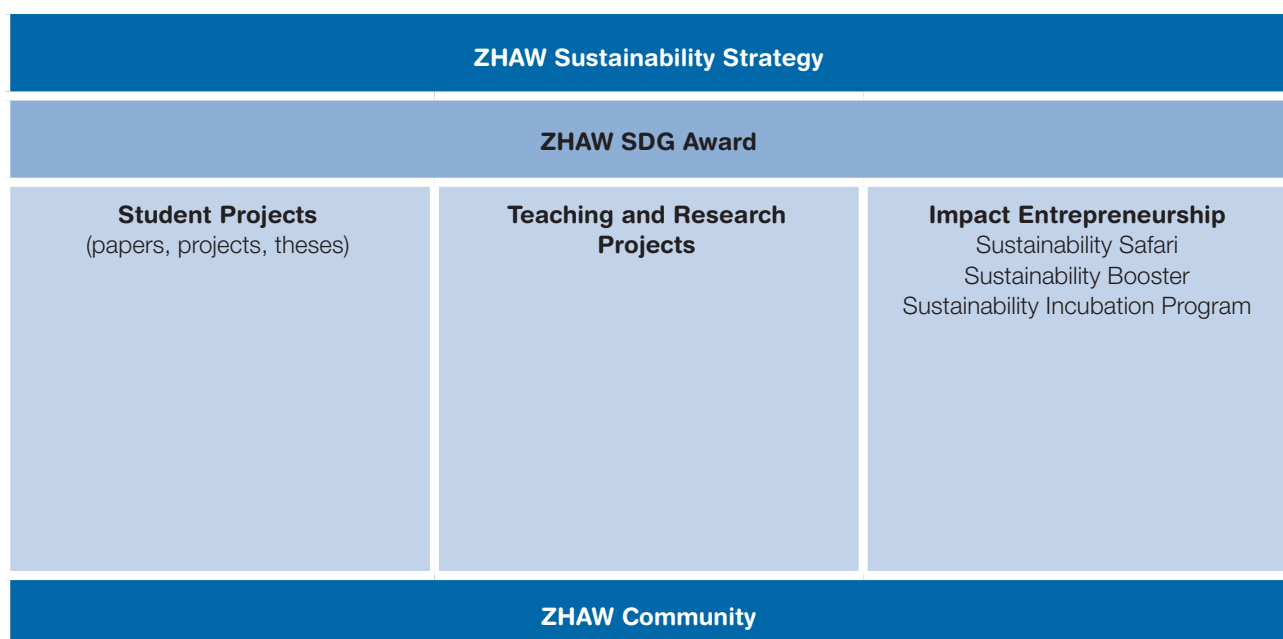 ZHAW Sustainability Strategy
ZHAW SDG Award
Student Projects
(papers, projects, theses)
Teaching and Research
Projects
Impact Entrepreneurship
Sustainability Safari
Sustainability Booster
Sustainability Incubation Program
ZHAW Community